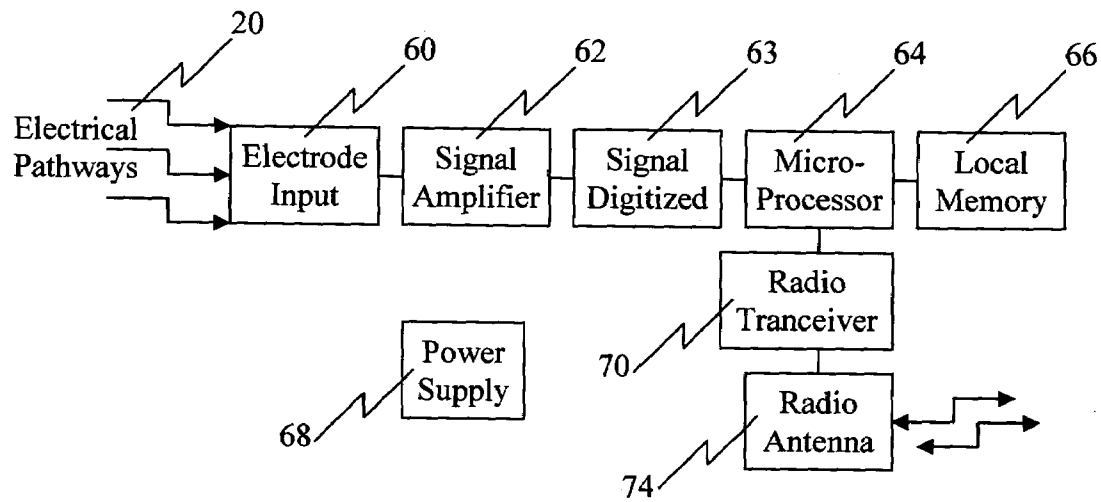 20
60
62
63
64
66
Electrical
Pathways
Electrode
Input
Signal
Amplifier
Signal
Digitized
Micro-
Processor
Local
Memory
Radio
Tranceiver
70
Power
Supply
68
Radio
Antenna
74